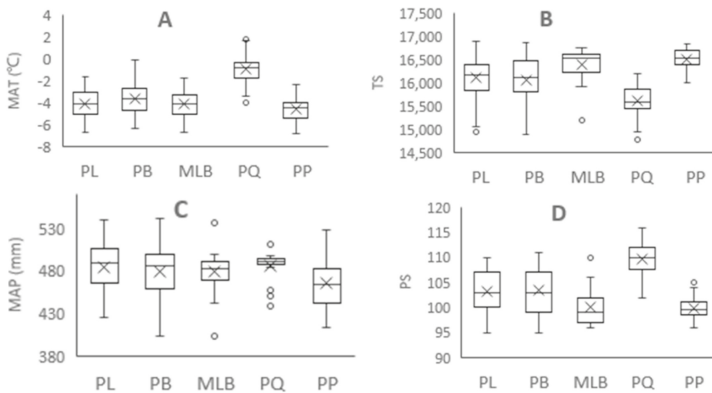 A
MAT (°C)
4
2
0
-2
-4
-6
-8
PL PB MLB PQ PP
B
TS
17,500
17,000
16,500
16,000
15,500
15,000
14,500
PL PB MLB PQ PP
C
MAP (mm)
530
480
430
380
PL PB MLB PQ PP
D
PS
120
115
110
105
100
95
90
PL PB MLB PQ PP